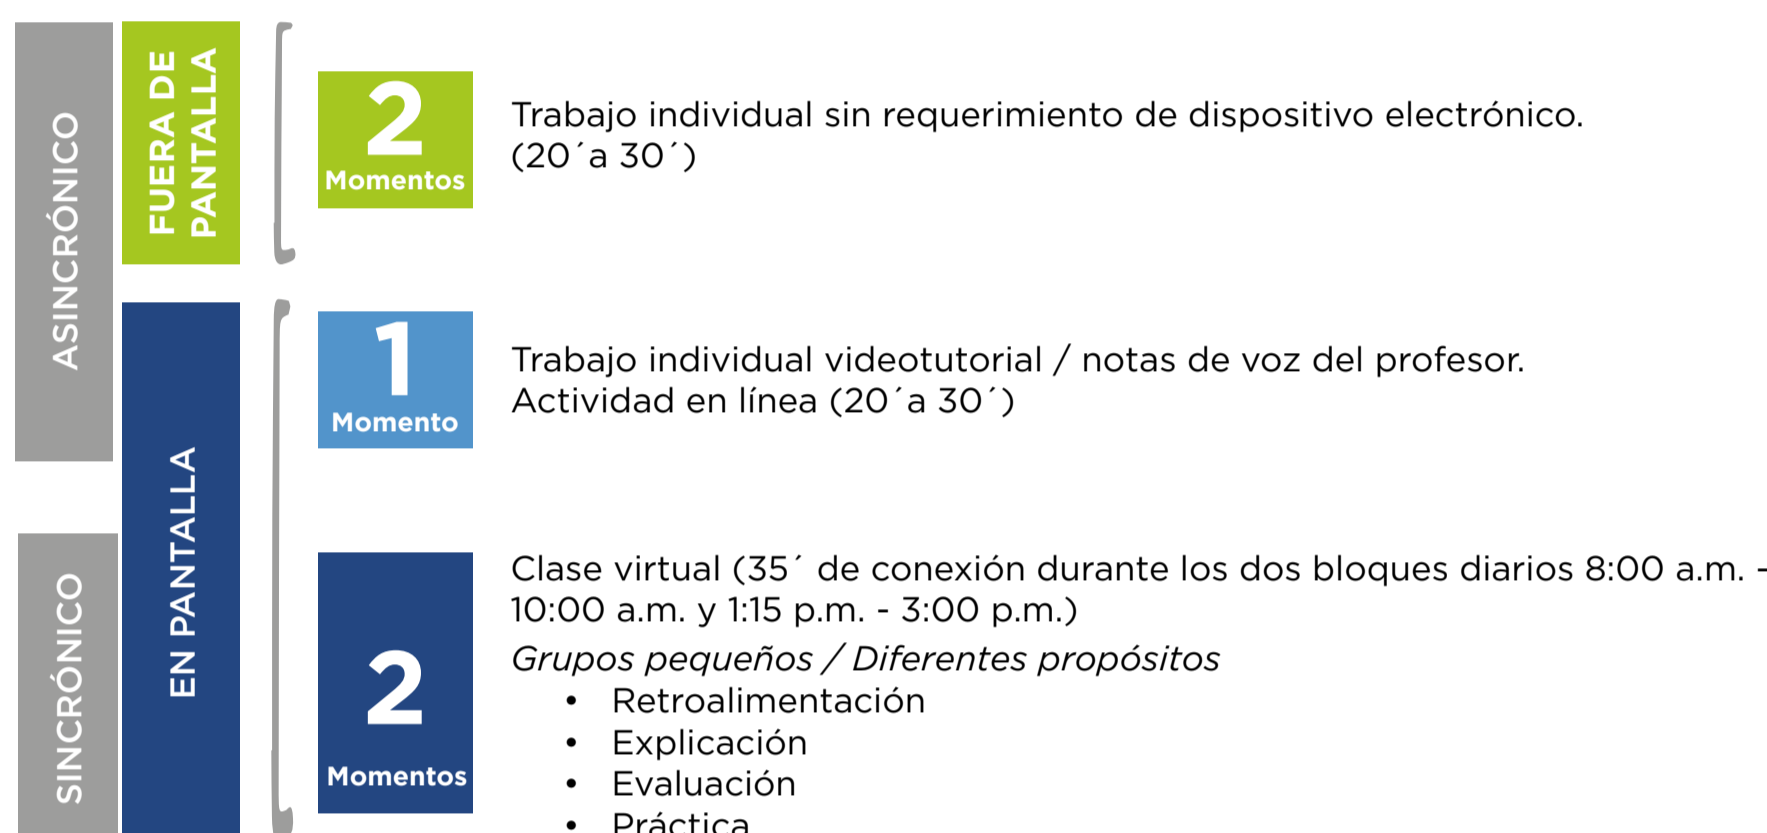 ASINCRÓNICO
FUERA DE
PANTALLA
2
Momentos
Trabajo individual sin requerimiento de dispositivo electrónico.
(20´a 30´)
EN PANTALLA
1
Momento
Trabajo individual videotutorial / notas de voz del profesor.
Actividad en línea (20´a 30´)
SINCRÓNICO
2
Momentos
Clase virtual (35´ de conexión durante los dos bloques diarios 8:00 a.m. -
10:00 a.m. y 1:15 p.m. - 3:00 p.m.)
Grupos pequeños / Diferentes propósitos
• Retroalimentación
• Explicación
• Evaluación
• Práctica